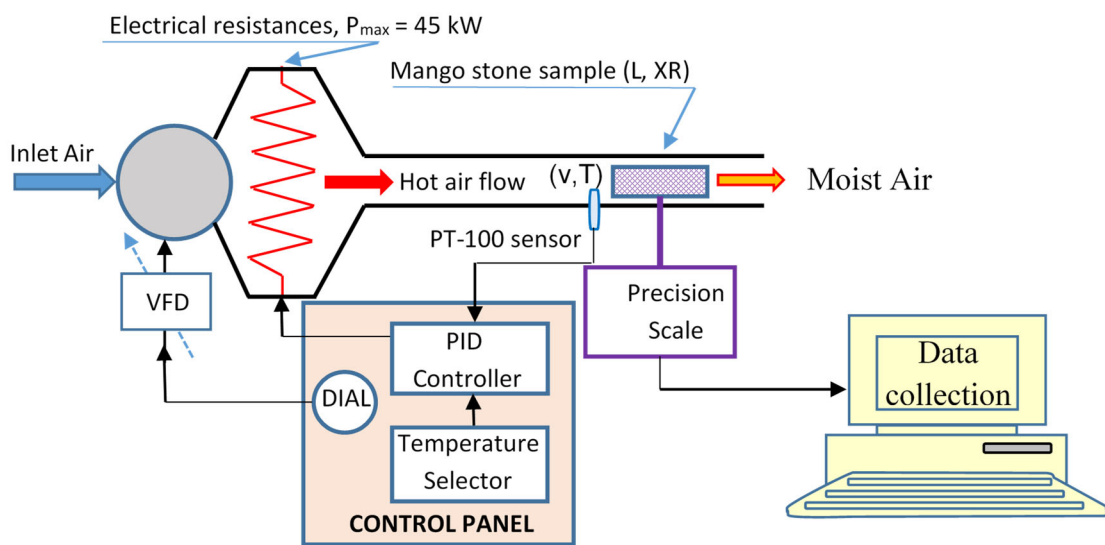 Electrical resistances, Pmax = 45 kW
Mango stone sample (L, XR)
Inlet Air
Hot air flow
(v,T)
Moist Air
PT-100 sensor
VFD
Precision
Scale
PID
Controller
DIAL
Temperature
Selector
CONTROL PANEL
Data
collection